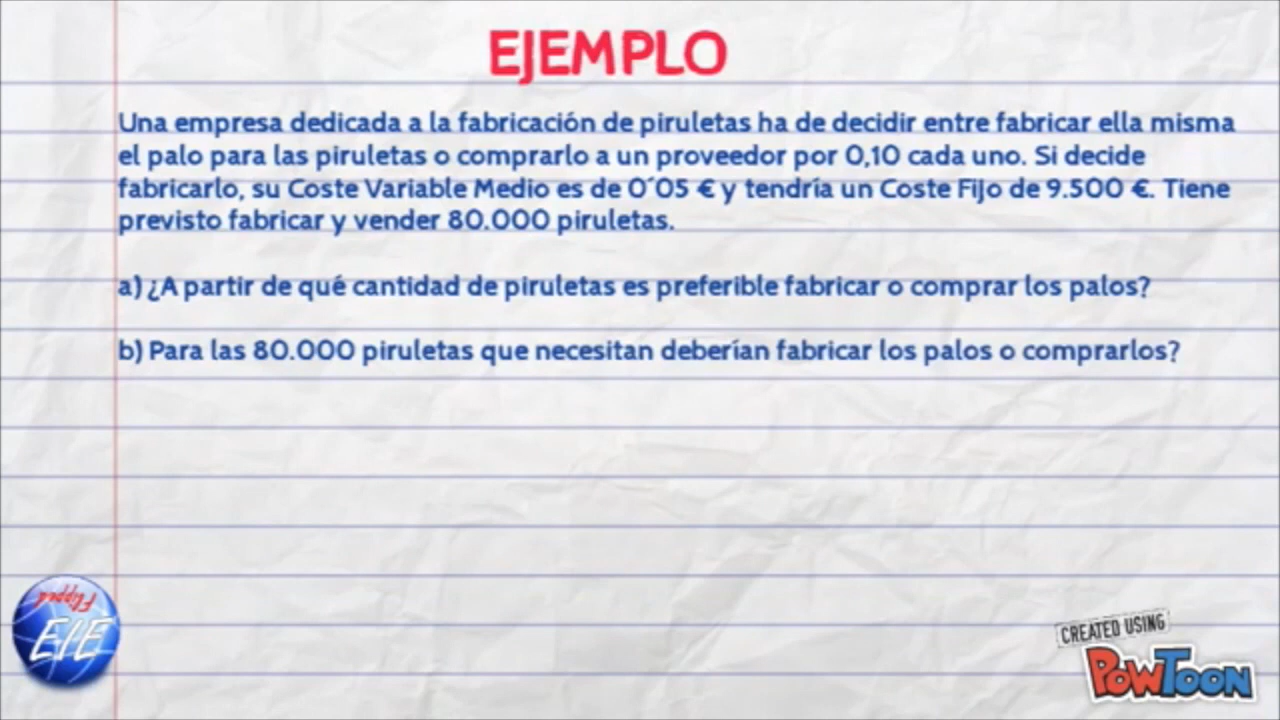 EJEMPLO
Una empresa dedicada a la fabricación de piruletas ha de decidir entre fabricar ella misma
el palo para las piruletas o comprarlo a un proveedor por 0,10 cada uno. Si decide
fabricarlo, su Coste Variable Medio es de 0´05 € y tendría un Coste Fijo de 9.500 €. Tiene
previsto fabricar y vender 80.000 piruletas.
a) ¿A partir de qué cantidad de piruletas es preferible fabricar o comprar los palos?
b) Para las 80.000 piruletas que necesitan deberían fabricar los palos o comprarlos?
Flipped
E/E
CREATED USING
POWTOON